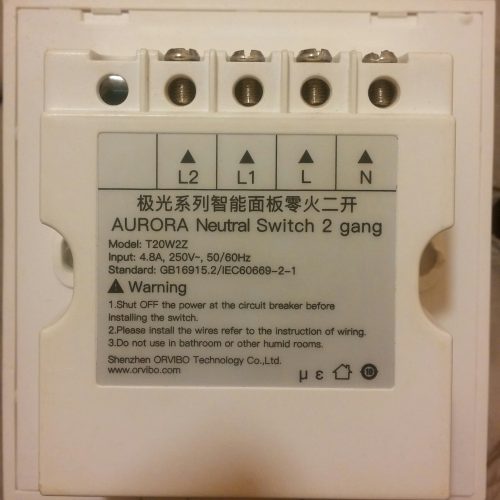 L2 L1 L N
极光系列智能面板零火二开
AURORA Neutral Switch 2 gang
Model: T20W2Z
Input: 4.8A, 250V~, 50/60Hz
Standard: GB16915.2/IEC60669-2-1
Warning
1.Shut OFF the power at the circuit breaker before
installing the switch.
2.Please install the wires refer to the instruction of wiring.
3.Do not use in bathroom or other humid rooms.
Shenzhen ORVIBO Technology Co.,Ltd.
www.orvibo.com
μ ε 10